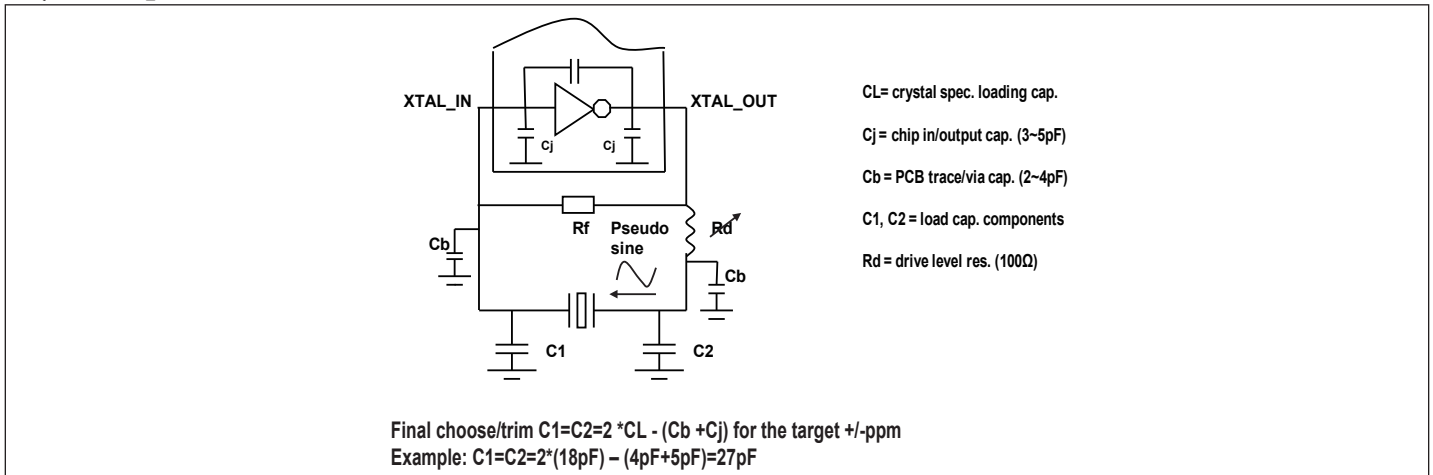 XTAL_IN
XTAL_OUT
Cj
Cj
Rf
Pseudo
sine
Rd
Cb
Cb
C1
C2
CL= crystal spec. loading cap.
Cj = chip in/output cap. (3~5pF)
Cb = PCB trace/via cap. (2~4pF)
C1, C2 = load cap. components
Rd = drive level res. (100Ω)
Final choose/trim C1=C2=2 *CL - (Cb +Cj) for the target +/-ppm
Example: C1=C2=2*(18pF) – (4pF+5pF)=27pF